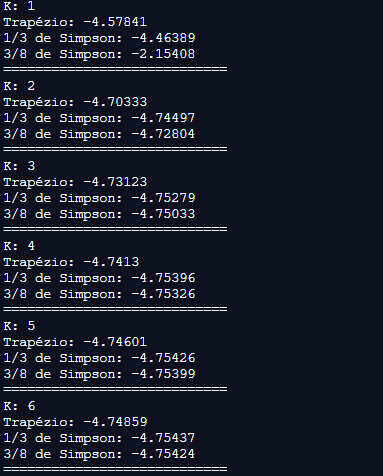 K: 1
Trapézio: -4.57841
1/3 de Simpson: -4.46389
3/8 de Simpson: -2.15408
============================
K: 2
Trapézio: -4.70333
1/3 de Simpson: -4.74497
3/8 de Simpson: -4.72804
============================
K: 3
Trapézio: -4.73123
1/3 de Simpson: -4.75279
3/8 de Simpson: -4.75033
============================
K: 4
Trapézio: -4.7413
1/3 de Simpson: -4.75396
3/8 de Simpson: -4.75326
============================
K: 5
Trapézio: -4.74601
1/3 de Simpson: -4.75426
3/8 de Simpson: -4.75399
============================
K: 6
Trapézio: -4.74859
1/3 de Simpson: -4.75437
3/8 de Simpson: -4.75424
============================